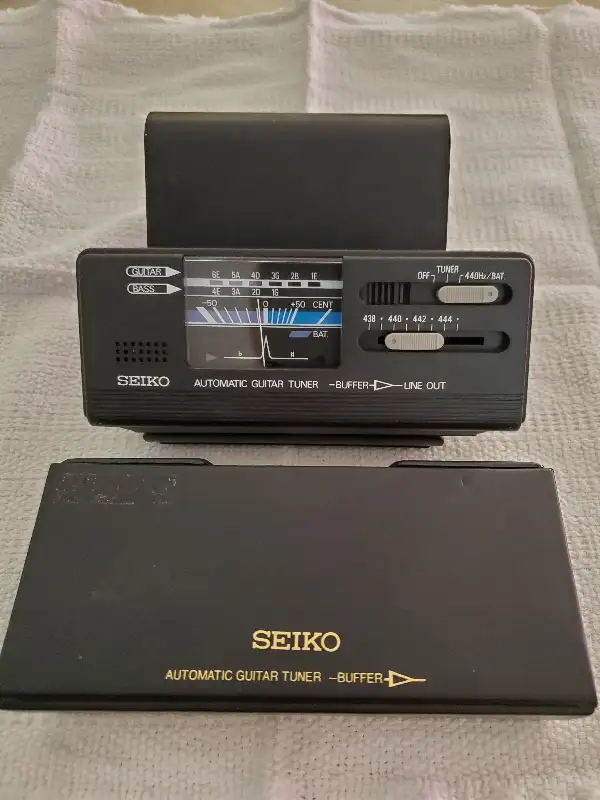 GUITAR
6E 5A 4D 3G 2B 1E
BASS
4E 3A 2D 1G
-50 0 +50 CENT
BAT.
b #
TUNER
OFF 440Hz/BAT.
438 • 440 • 442 • 444 •
SEIKO AUTOMATIC GUITAR TUNER -BUFFER LINE OUT
SEIKO
AUTOMATIC GUITAR TUNER -BUFFER